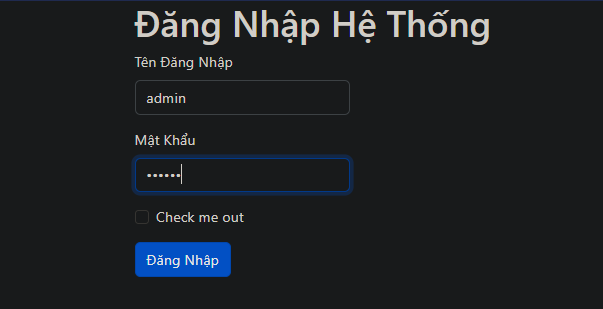 Đăng Nhập Hệ Thống
Tên Đăng Nhập
admin
Mật Khẩu
••••••
Check me out
Đăng Nhập